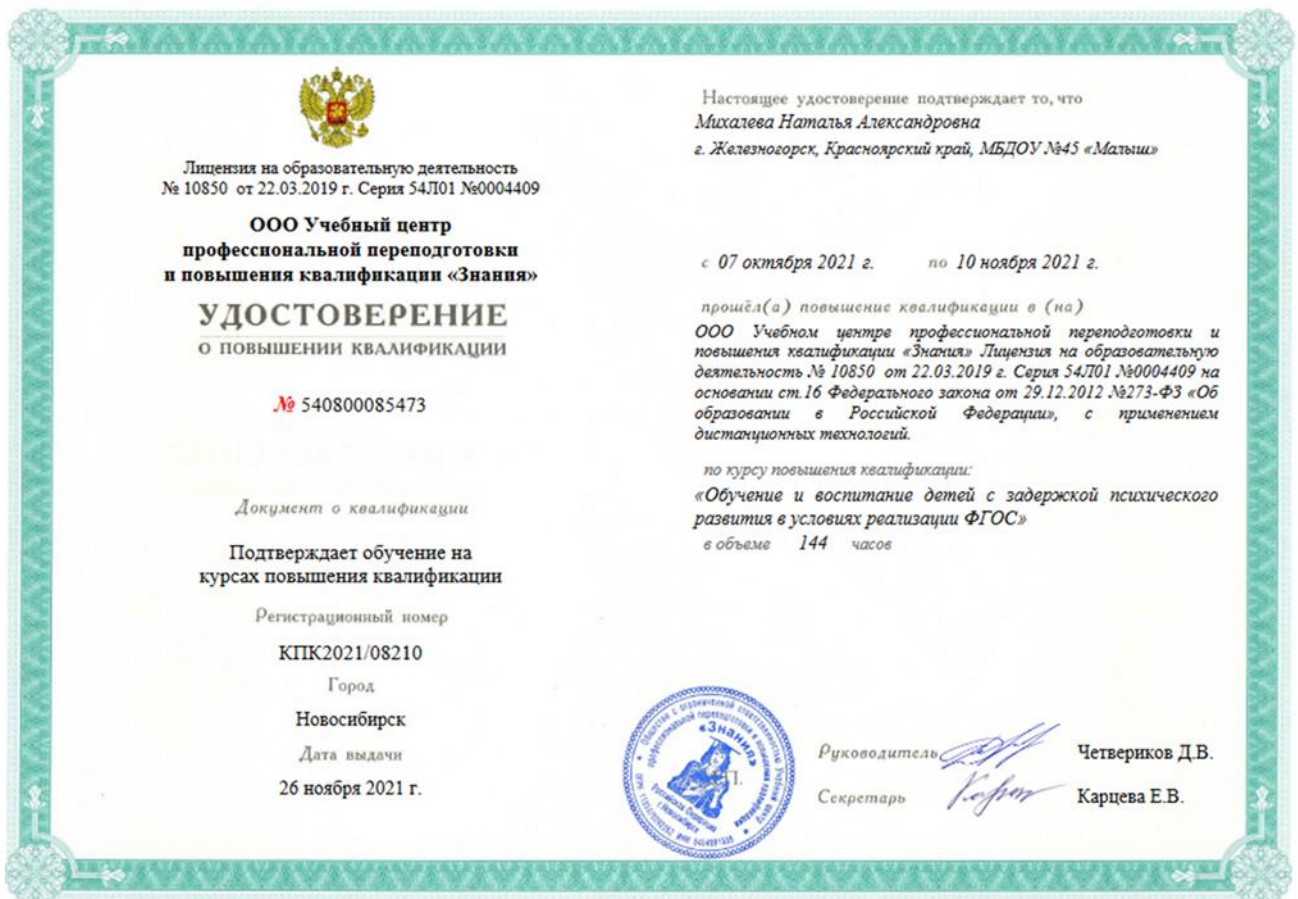 Лицензия на образовательную деятельность
№ 10850 от 22.03.2019 г. Серия 54Л01 №0004409
ООО Учебный центр
профессиональной переподготовки
и повышения квалификации «Знания»
УДОСТОВЕРЕНИЕ
О ПОВЫШЕНИИ КВАЛИФИКАЦИИ
№ 540800085473
Документ о квалификации
Подтверждает обучение на
курсах повышения квалификации
Регистрационный номер
КПК2021/08210
Город
Новосибирск
Дата выдачи
26 ноября 2021 г.
Настоящее удостоверение подтверждает то, что
Михалева Наталья Александровна
г. Железногорск, Красноярский край, МБДОУ №45 «Малыш»
с 07 октября 2021 г. по 10 ноября 2021 г.
прошёл(а) повышение квалификации в (на)
ООО Учебном центре профессиональной переподготовки и
повышения квалификации «Знания» Лицензия на образовательную
деятельность № 10850 от 22.03.2019 г. Серия 54Л01 №0004409 на
основании ст.16 Федерального закона от 29.12.2012 №273-ФЗ «Об
образовании в Российской Федерации», с применением
дистанционных технологий.
по курсу повышения квалификации:
«Обучение и воспитание детей с задержкой психического
развития в условиях реализации ФГОС»
в объеме 144 часов
«Знания»
Руководитель Четвериков Д.В.
Секретарь Карцева Е.В.